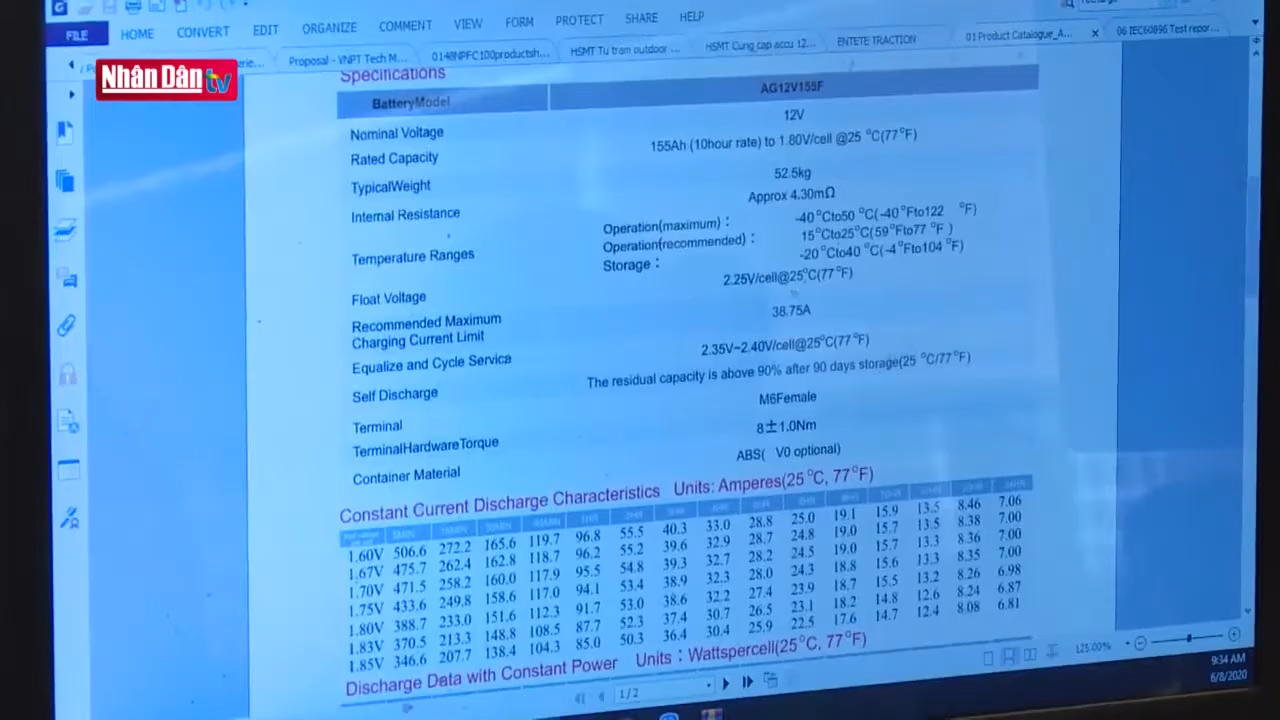 FILE HOME CONVERT EDIT ORGANIZE COMMENT VIEW FORM PROTECT SHARE HELP
Proposal - VNPT Tech M... 0148NPFC100productsh... HSMT Tu tram outdoor ... HSMT Cung cap accu 12... ENTETE TRACTION 01 Product Catalogue_A... 06 IEC60896 Test repor...
Nhân Dân tv
Specifications
BatteryModel AG12V155F
Nominal Voltage 12V
Rated Capacity 155Ah (10hour rate) to 1.80V/cell @25 °C(77°F)
TypicalWeight 52.5kg
Internal Resistance Approx 4.30mΩ
Temperature Ranges
Operation(maximum) : -40°Cto50 °C(-40°Fto122 °F)
Operation(recommended) : 15°Cto25°C(59°Fto77 °F )
Storage : -20°Cto40 °C(-4°Fto104 °F)
Float Voltage 2.25V/cell@25°C(77°F)
Recommended Maximum
Charging Current Limit 38.75A
Equalize and Cycle Service 2.35V~2.40V/cell@25°C(77°F)
Self Discharge The residual capacity is above 90% after 90 days storage(25 °C/77°F)
Terminal M6Female
TerminalHardwareTorque 8±1.0Nm
Container Material ABS( V0 optional)
Constant Current Discharge Characteristics Units: Amperes(25°C, 77°F)
1.60V 506.6 272.2 165.6 119.7 96.8 55.5 40.3 33.0 28.8 25.0 19.1 15.9 13.5 8.46 7.06
1.67V 475.7 262.4 162.8 118.7 96.2 55.2 39.6 32.9 28.7 24.8 19.0 15.7 13.5 8.38 7.00
1.70V 471.5 258.2 160.0 117.9 95.5 54.8 39.3 32.7 28.2 24.5 19.0 15.7 13.3 8.36 7.00
1.75V 433.6 249.8 158.6 117.0 94.1 53.4 38.9 32.3 28.0 24.3 18.8 15.6 13.3 8.35 7.00
1.80V 388.7 233.0 151.6 112.3 91.7 53.0 38.6 32.2 27.4 23.9 18.7 15.5 13.2 8.26 6.98
1.83V 370.5 213.3 148.8 108.5 87.7 52.3 37.4 30.7 26.5 23.1 18.2 14.8 12.6 8.24 6.87
1.85V 346.6 207.7 138.4 104.3 85.0 50.3 36.4 30.4 25.9 22.5 17.6 14.7 12.4 8.08 6.81
Discharge Data with Constant Power Units : Wattspercell(25°C, 77°F)
1/2
125.00%
9:34 AM
6/8/2020